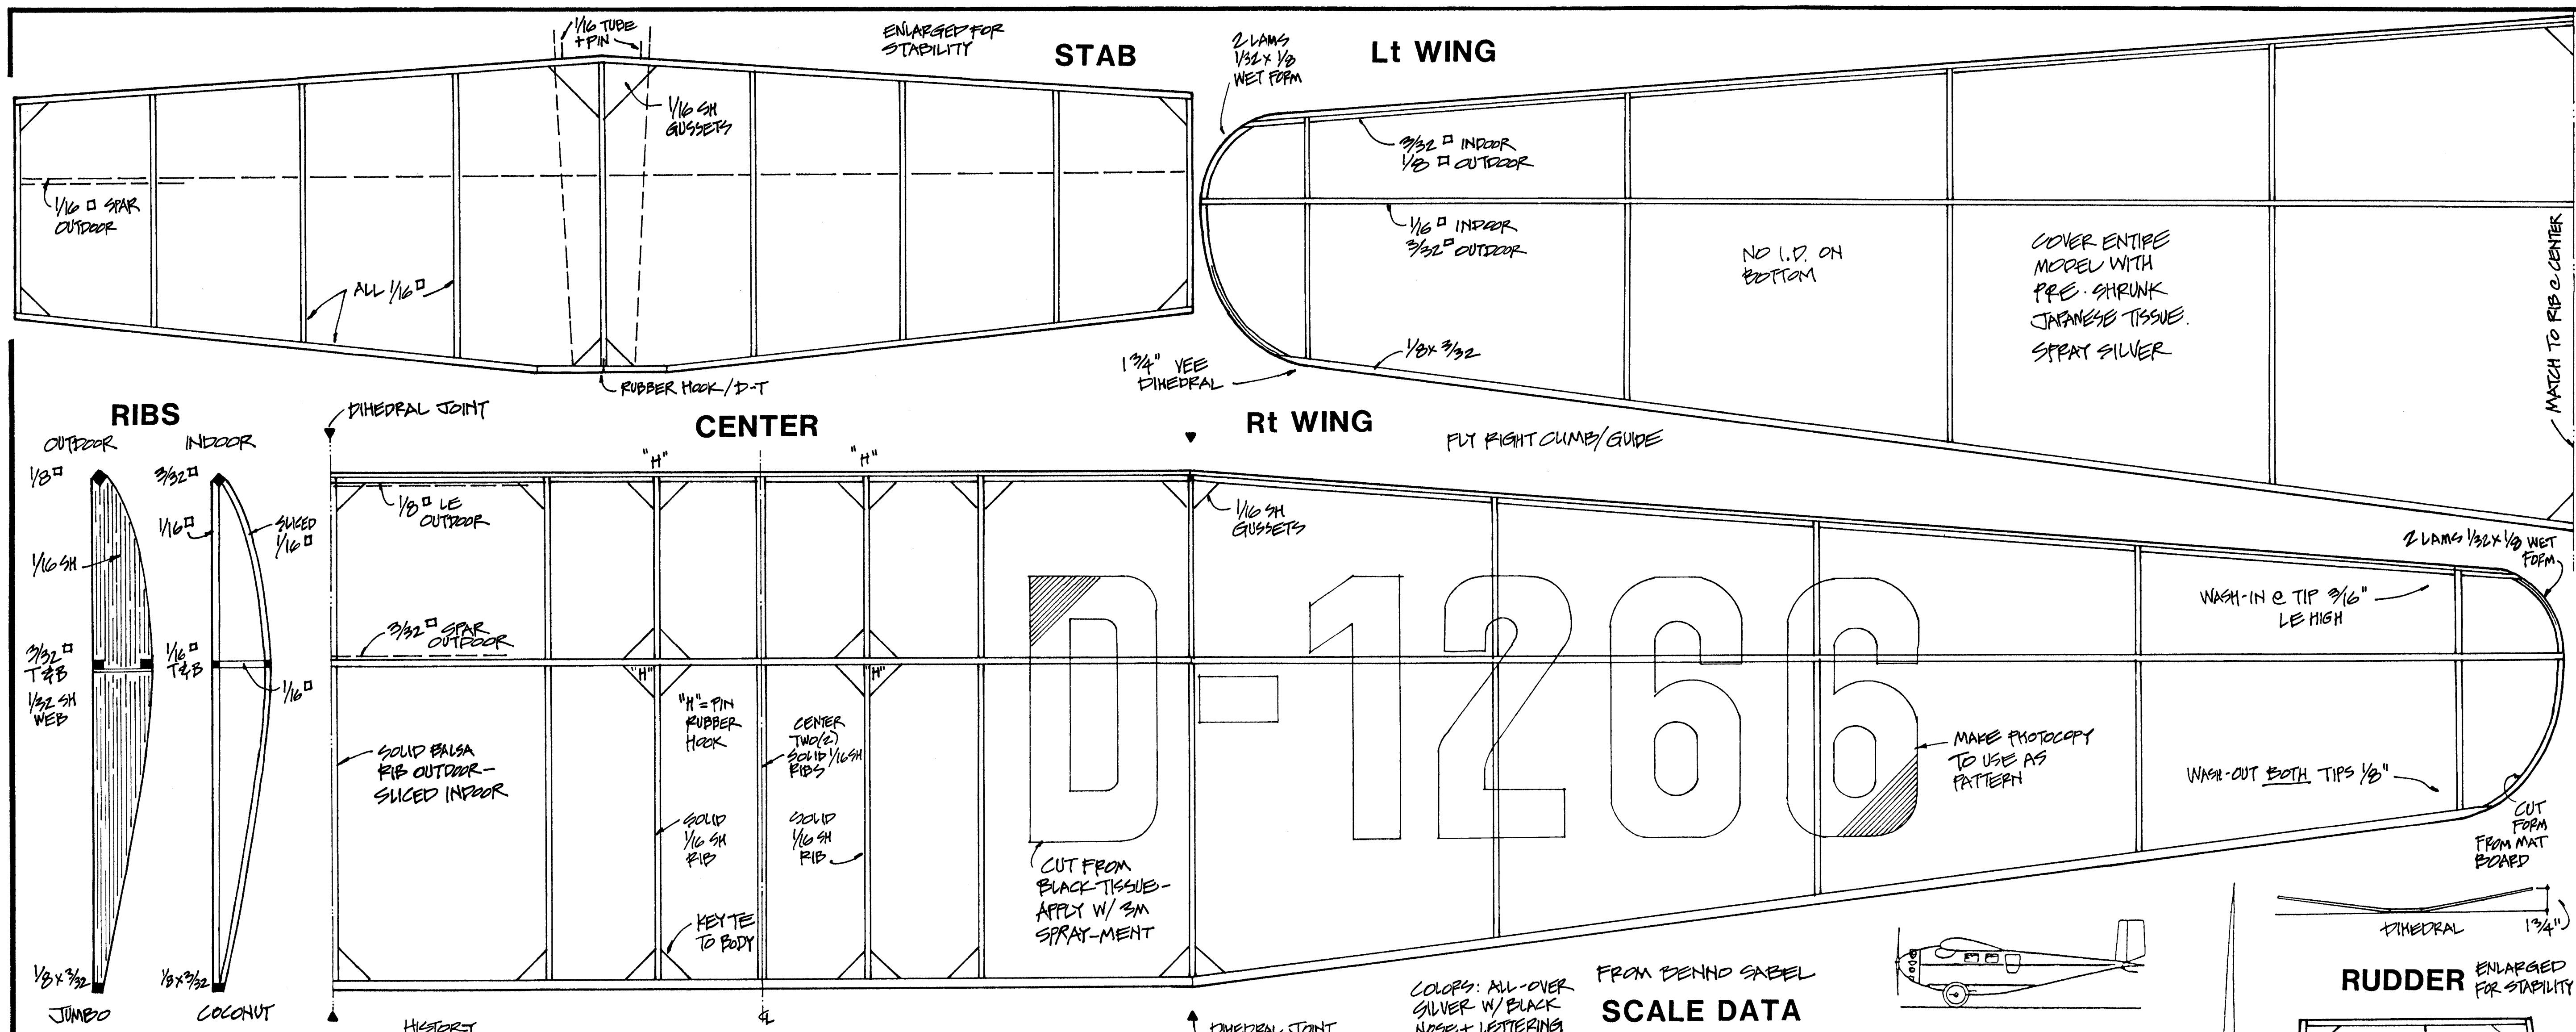 1/16 TUBE
+ PIN
ENLARGED FOR
STABILITY
STAB
1/16 SH
GUSSETS
1/16 □ SPAR
OUTDOOR
ALL 1/16 □
RUBBER HOOK/D-T
2 LAMS
1/32 X 1/8
WET FORM
Lt WING
3/32 □ INDOOR
1/8 □ OUTDOOR
1/16 □ INDOOR
3/32 □ OUTDOOR
NO I.D. ON
BOTTOM
COVER ENTIRE
MODEL WITH
PRE-SHRUNK
JAPANESE TISSUE.
SPRAY SILVER
MATCH TO RIB @ CENTER
1 3/4" VEE
DIHEDRAL
1/8 X 3/32
RIBS
OUTDOOR
INDOOR
1/8 □
3/32 □
1/16 □
SLICED
1/16 □
1/16 SH
3/32 □
T&B
1/32 SH
WEB
1/16 □
T&B
1/16 □
1/8 X 3/32
1/8 X 3/32
JUMBO
COCONUT
DIHEDRAL JOINT
CENTER
Rt WING
FLY RIGHT CLIMB/GUIDE
"H"
"H"
1/8 □ LE
OUTDOOR
1/16 SH
GUSSETS
3/32 □ SPAR
OUTDOOR
"H"
"H"
"H" = PIN
RUBBER
HOOK
CENTER
TWO (2)
SOLID 1/16 SH
RIBS
SOLID BALSA
RIB OUTDOOR-
SLICED INDOOR
SOLID
1/16 SH
RIB
SOLID
1/16 SH
RIB
KEY TE
TO BODY
D-1266
CUT FROM
BLACK TISSUE-
APPLY W/ 3M
SPRAY-MENT
MAKE PHOTOCOPY
TO USE AS
PATTERN
2 LAMS 1/32 X 1/8 WET
FORM
WASH-IN @ TIP 3/16"
LE HIGH
WASH-OUT BOTH TIPS 1/8"
CUT
FORM
FROM MAT
BOARD
DIHEDRAL
1 3/4"
RUDDER
ENLARGED
FOR STABILITY
FROM BENNO SABEL
SCALE DATA
COLORS: ALL-OVER
SILVER W/ BLACK
NOSE + LETTERING
HISTORY
℄
DIHEDRAL JOINT